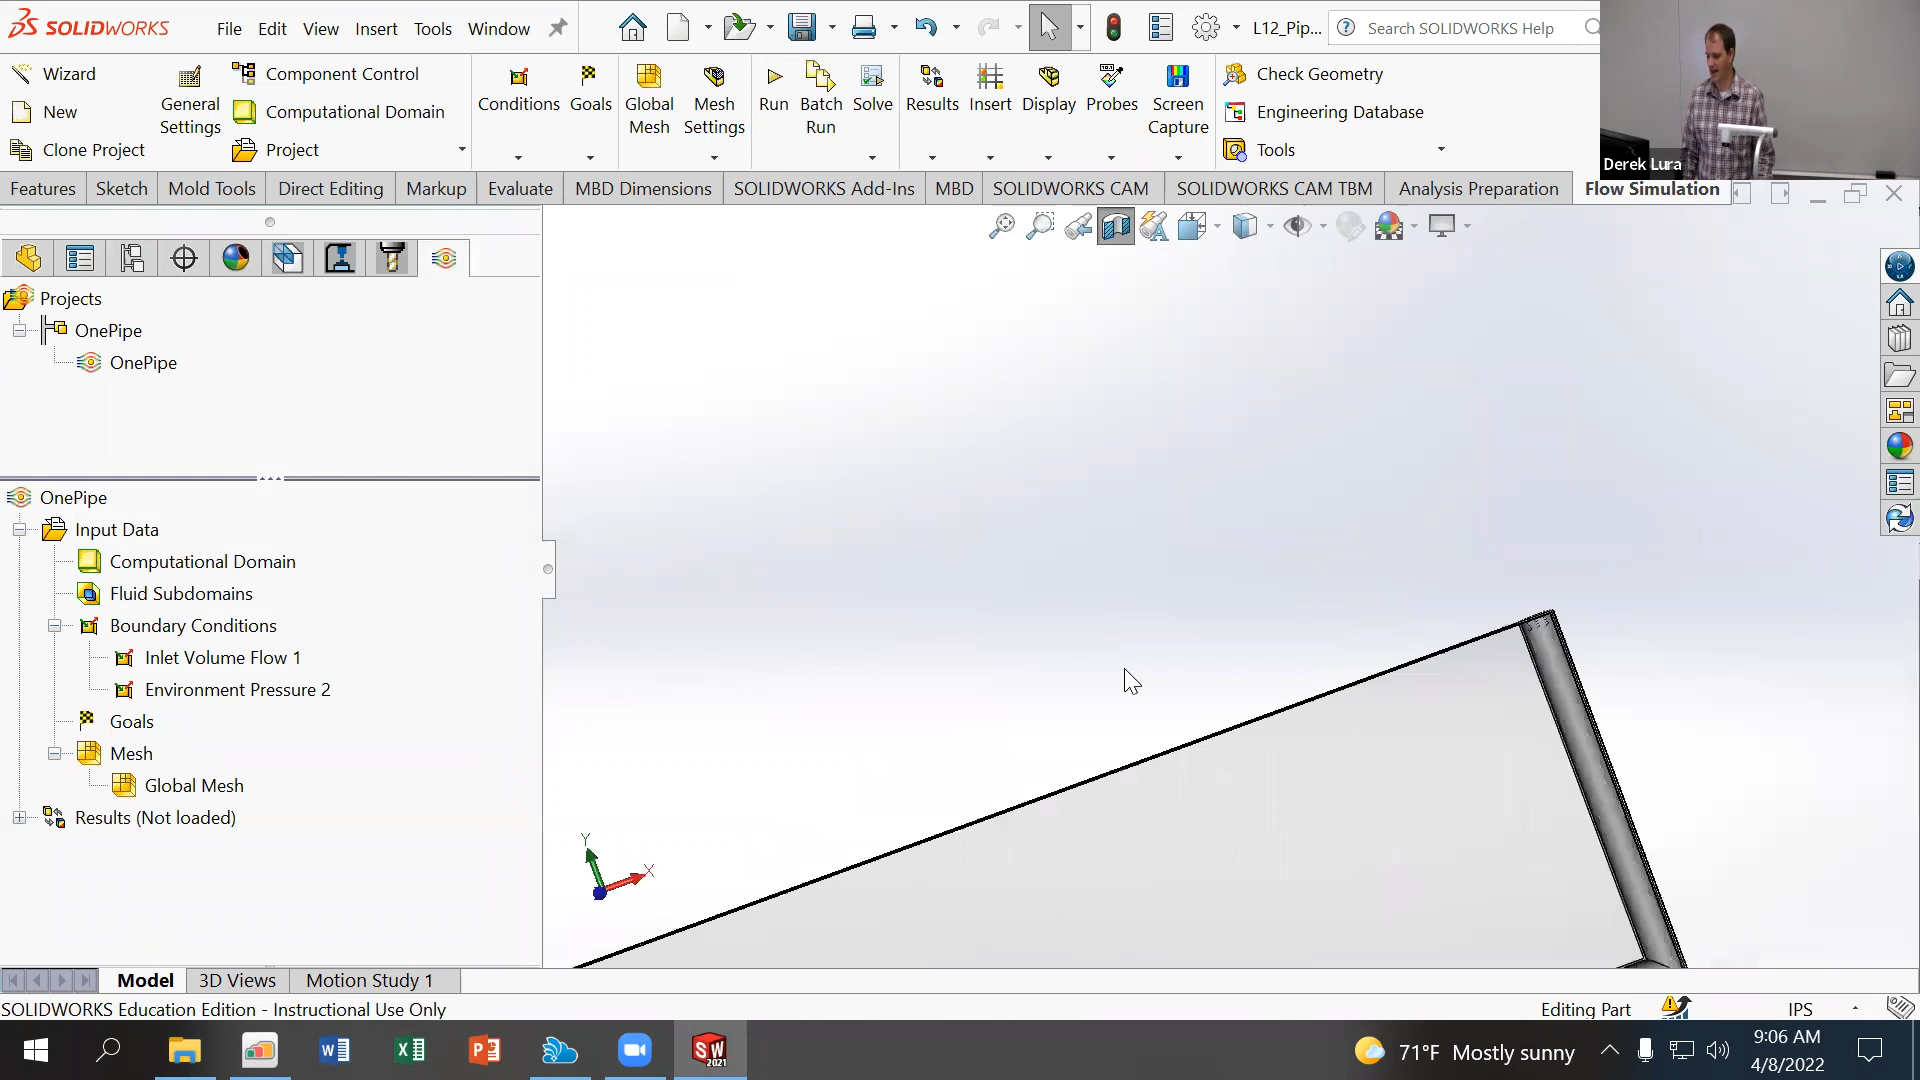 SOLIDWORKS
File Edit View Insert Tools Window
L12_Pip...
Search SOLIDWORKS Help
Wizard
New
Clone Project
General Settings
Component Control
Computational Domain
Project
Conditions
Goals
Global Mesh
Mesh Settings
Run
Batch Run
Solve
Results
Insert
Display
Probes
Screen Capture
Check Geometry
Engineering Database
Tools
Derek Lura
Features Sketch Mold Tools Direct Editing Markup Evaluate MBD Dimensions SOLIDWORKS Add-Ins MBD SOLIDWORKS CAM SOLIDWORKS CAM TBM Analysis Preparation Flow Simulation
Projects
OnePipe
OnePipe
OnePipe
Input Data
Computational Domain
Fluid Subdomains
Boundary Conditions
Inlet Volume Flow 1
Environment Pressure 2
Goals
Mesh
Global Mesh
Results (Not loaded)
Y
X
Model 3D Views Motion Study 1
SOLIDWORKS Education Edition - Instructional Use Only
Editing Part
IPS
71°F Mostly sunny
9:06 AM
4/8/2022